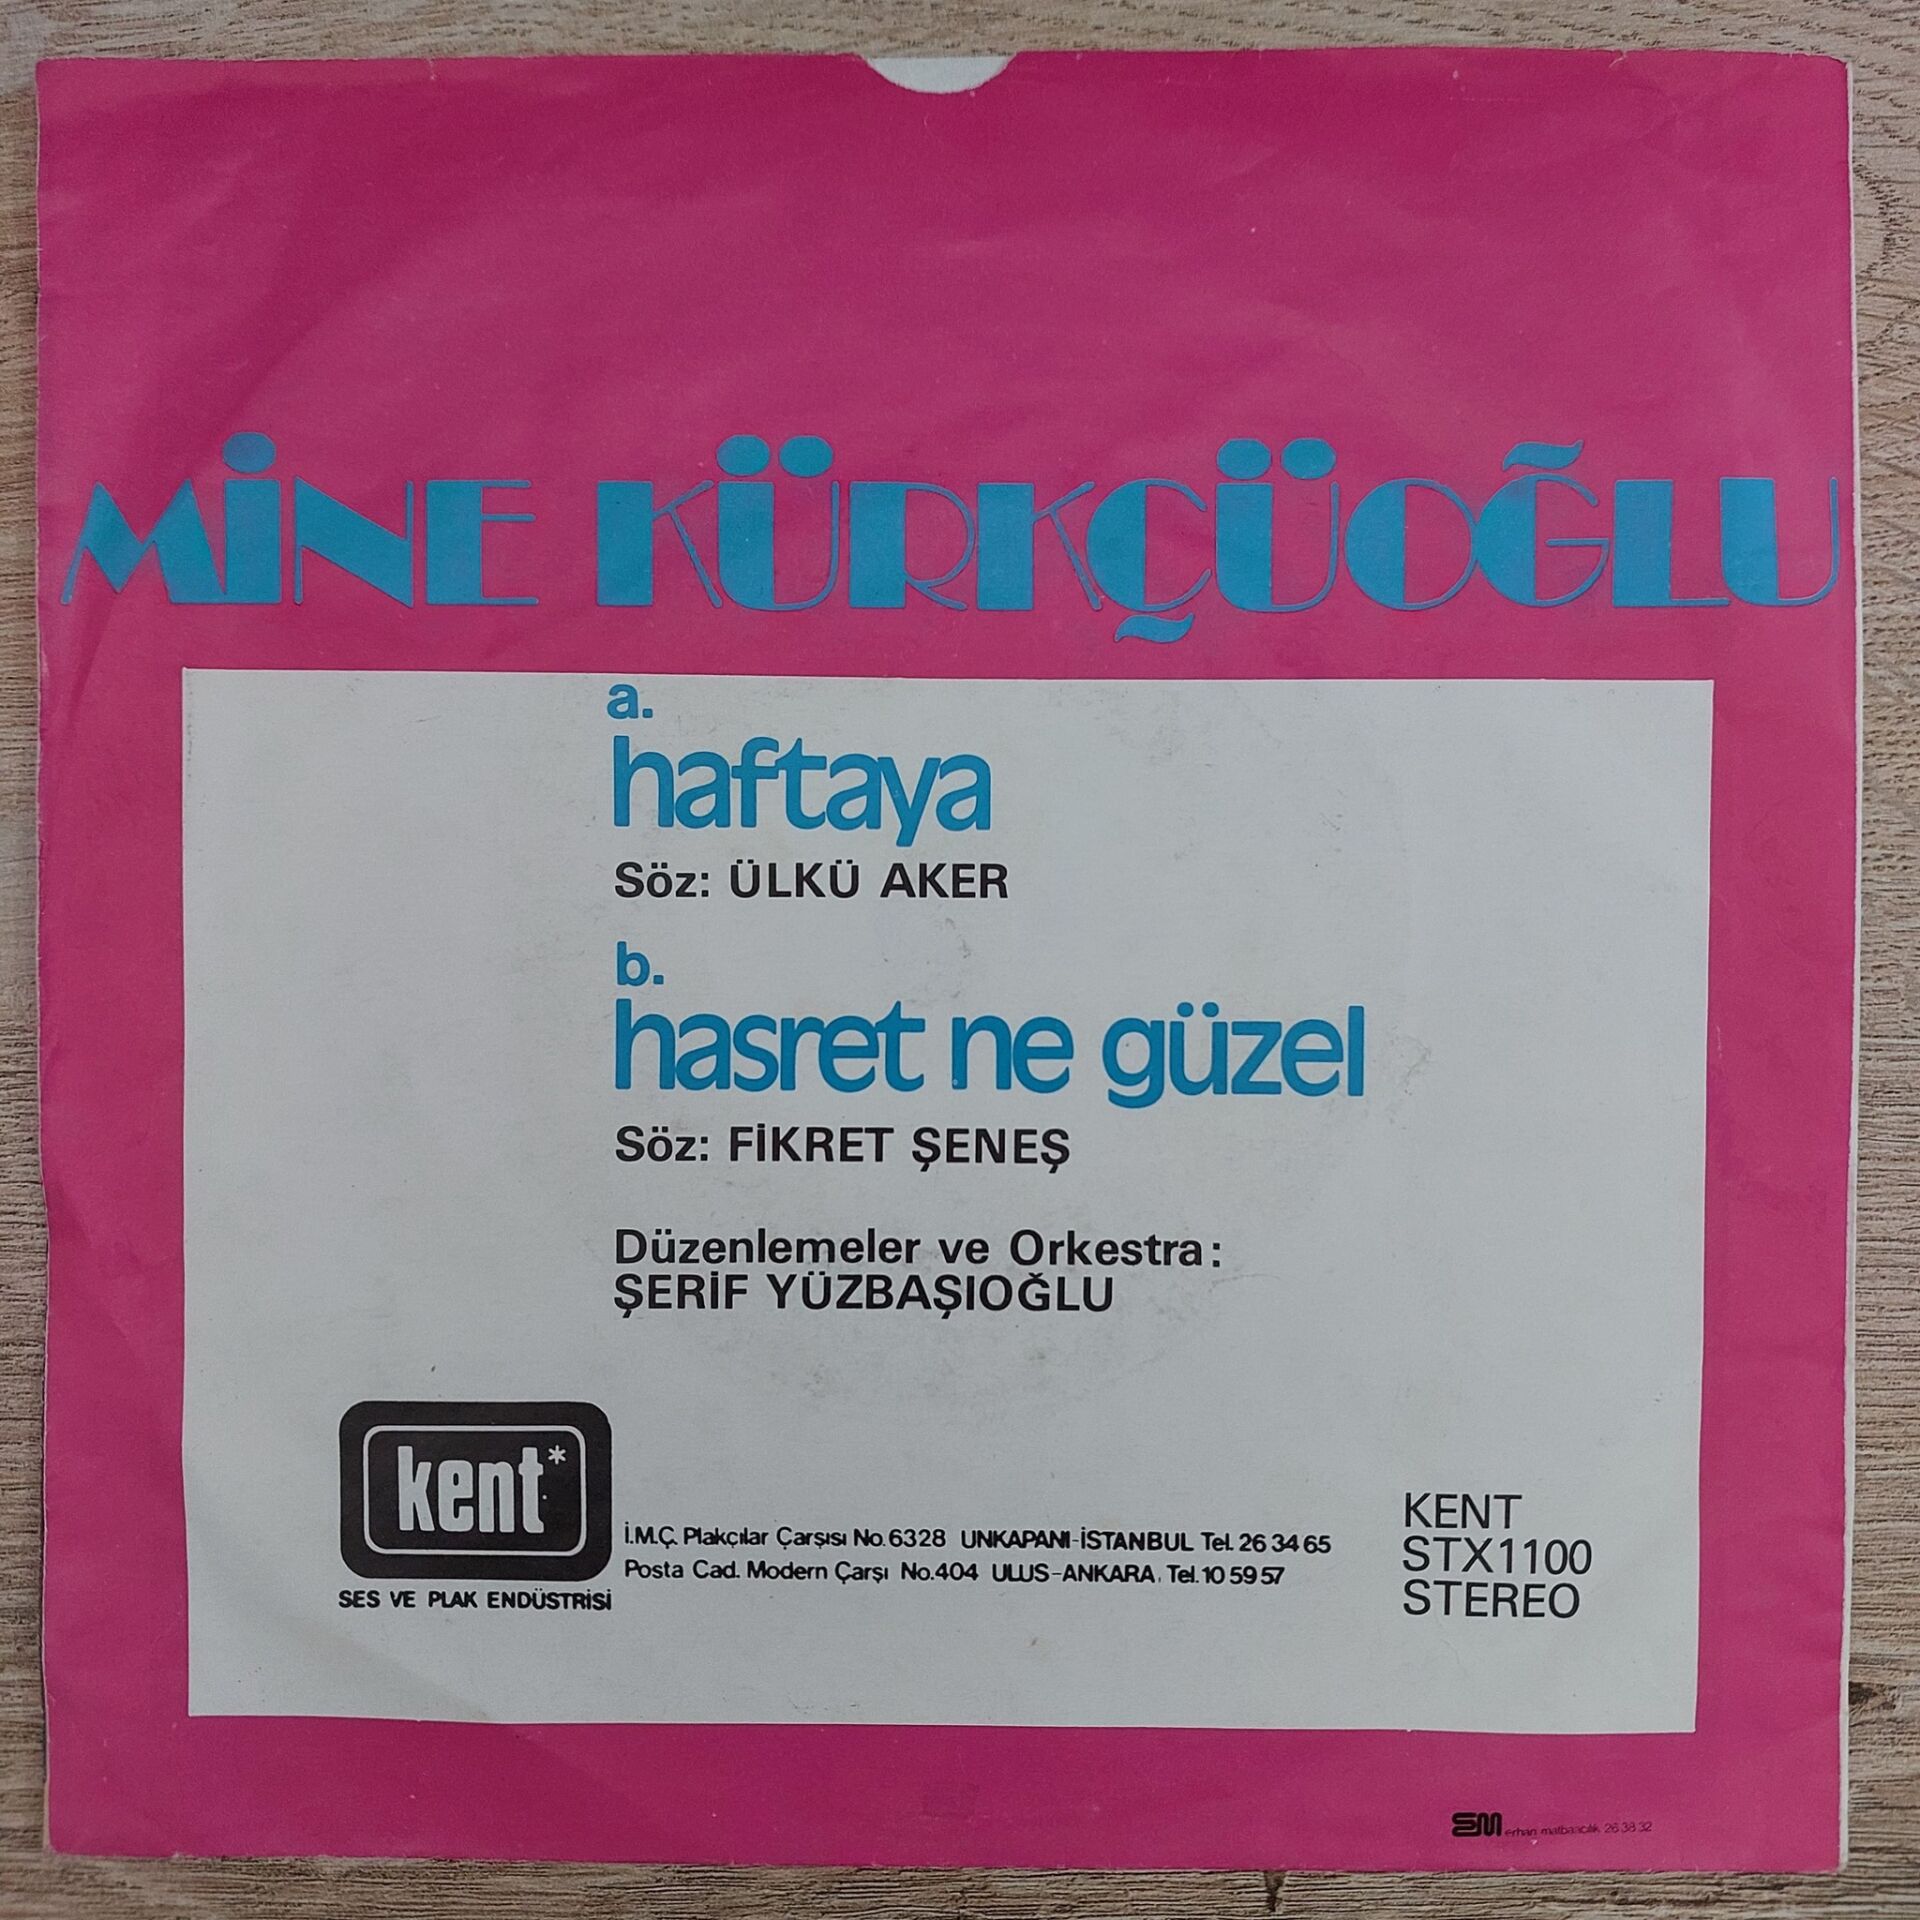 MİNE KÜRKÇÜOĞLU
a.
haftaya
Söz: ÜLKÜ AKER
b.
hasret ne güzel
Söz: FİKRET ŞENEŞ
Düzenlemeler ve Orkestra:
ŞERİF YÜZBAŞIOĞLU
kent*
SES VE PLAK ENDÜSTRİSİ
İ.M.Ç. Plakçılar Çarşısı No. 6328 UNKAPANI-İSTANBUL Tel. 26 34 65
Posta Cad. Modern Çarşı No.404 ULUS-ANKARA. Tel. 10 59 57
KENT
STX1100
STEREO
EM erhan matbaacılık 26 38 32